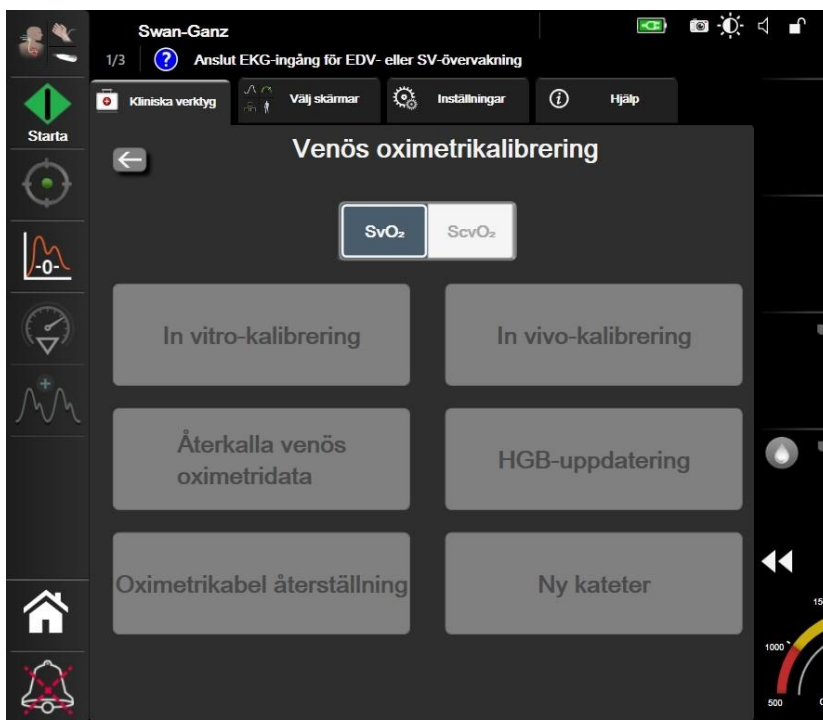 Swan-Ganz
1/3 ? Anslut EKG-ingång för EDV- eller SV-övervakning
Kliniska verktyg
Välj skärmar
Inställningar
Hjälp
Starta
Venös oximetrikalibrering
SvO₂
ScvO₂
-0-
In vitro-kalibrering
In vivo-kalibrering
Återkalla venös
oximetridata
HGB-uppdatering
Oximetrikabel återställning
Ny kateter
1000
500